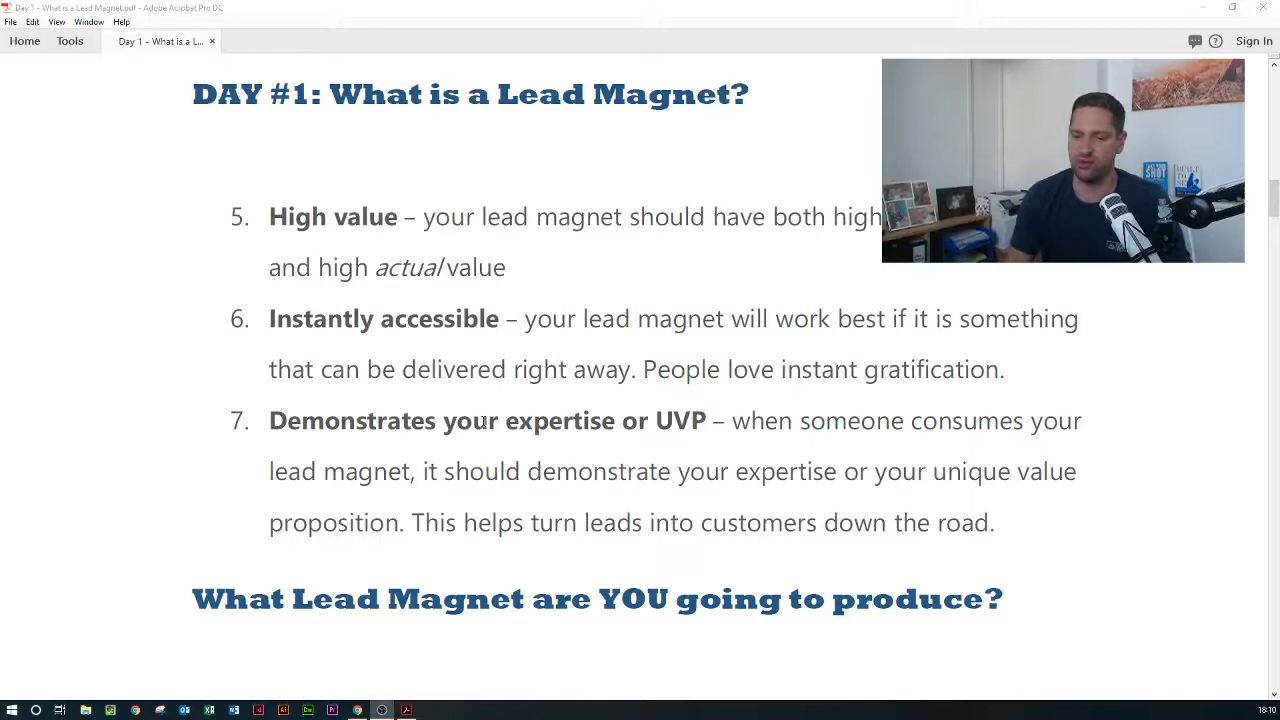 Day 1 - What is a Lead Magnet.pdf - Adobe Acrobat Pro DC
File Edit View Window Help
Home Tools Day 1 - What is a L... × Sign In
DAY #1: What is a Lead Magnet?
5. High value – your lead magnet should have both high
and high actual value
6. Instantly accessible – your lead magnet will work best if it is something
that can be delivered right away. People love instant gratification.
7. Demonstrates your expertise or UVP – when someone consumes your
lead magnet, it should demonstrate your expertise or your unique value
proposition. This helps turn leads into customers down the road.
What Lead Magnet are YOU going to produce?
18:10